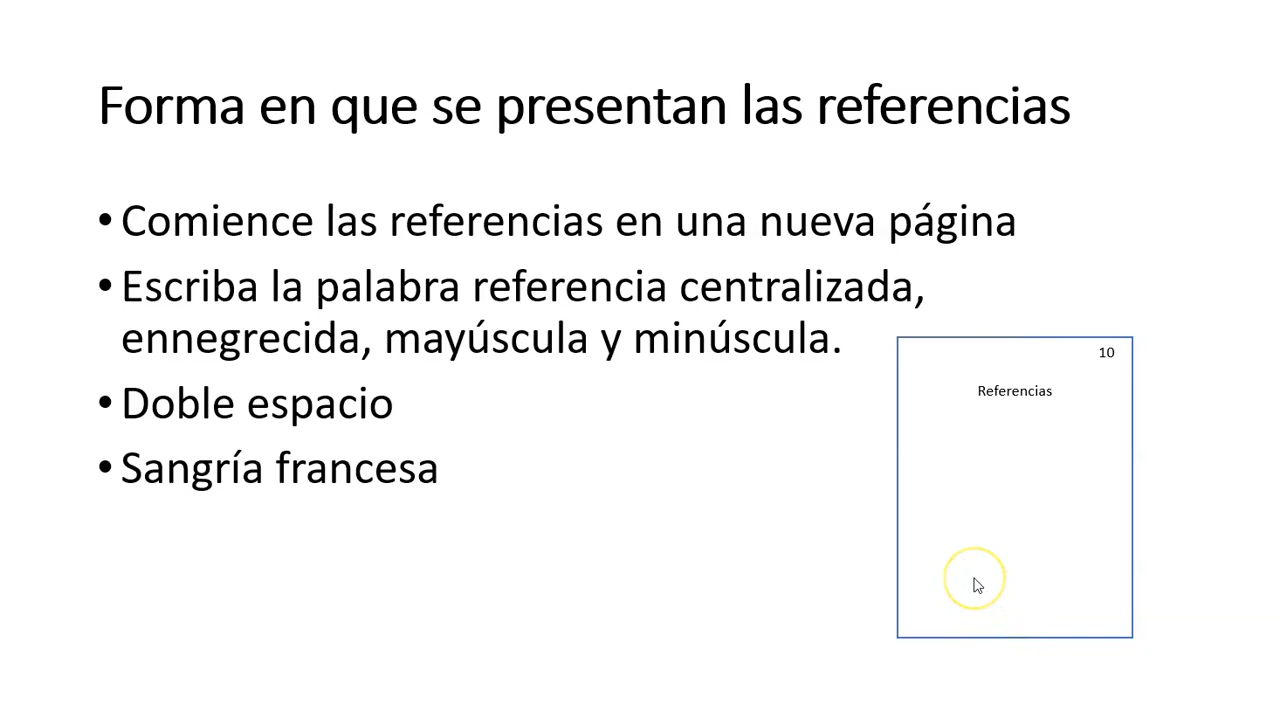 Forma en que se presentan las referencias
• Comience las referencias en una nueva página
• Escriba la palabra referencia centralizada,
ennegrecida, mayúscula y minúscula.
• Doble espacio
• Sangría francesa
10
Referencias